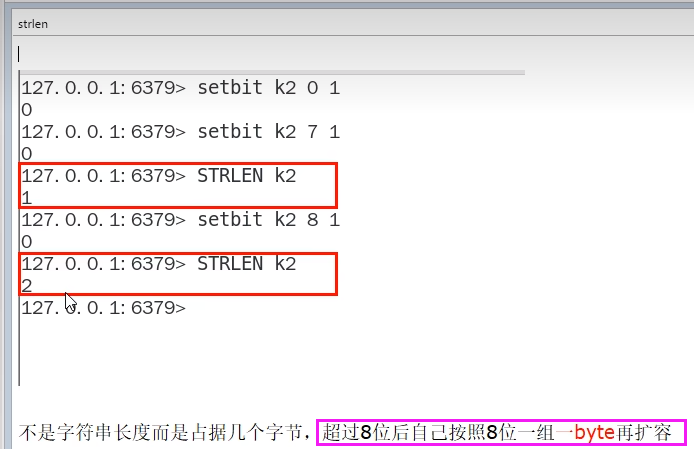 strlen
127.0.0.1:6379> setbit k2 0 1
0
127.0.0.1:6379> setbit k2 7 1
0
127.0.0.1:6379> STRLEN k2
1
127.0.0.1:6379> setbit k2 8 1
0
127.0.0.1:6379> STRLEN k2
2
127.0.0.1:6379>
不是字符串长度而是占据几个字节，超过8位后自己按照8位一组一byte再扩容